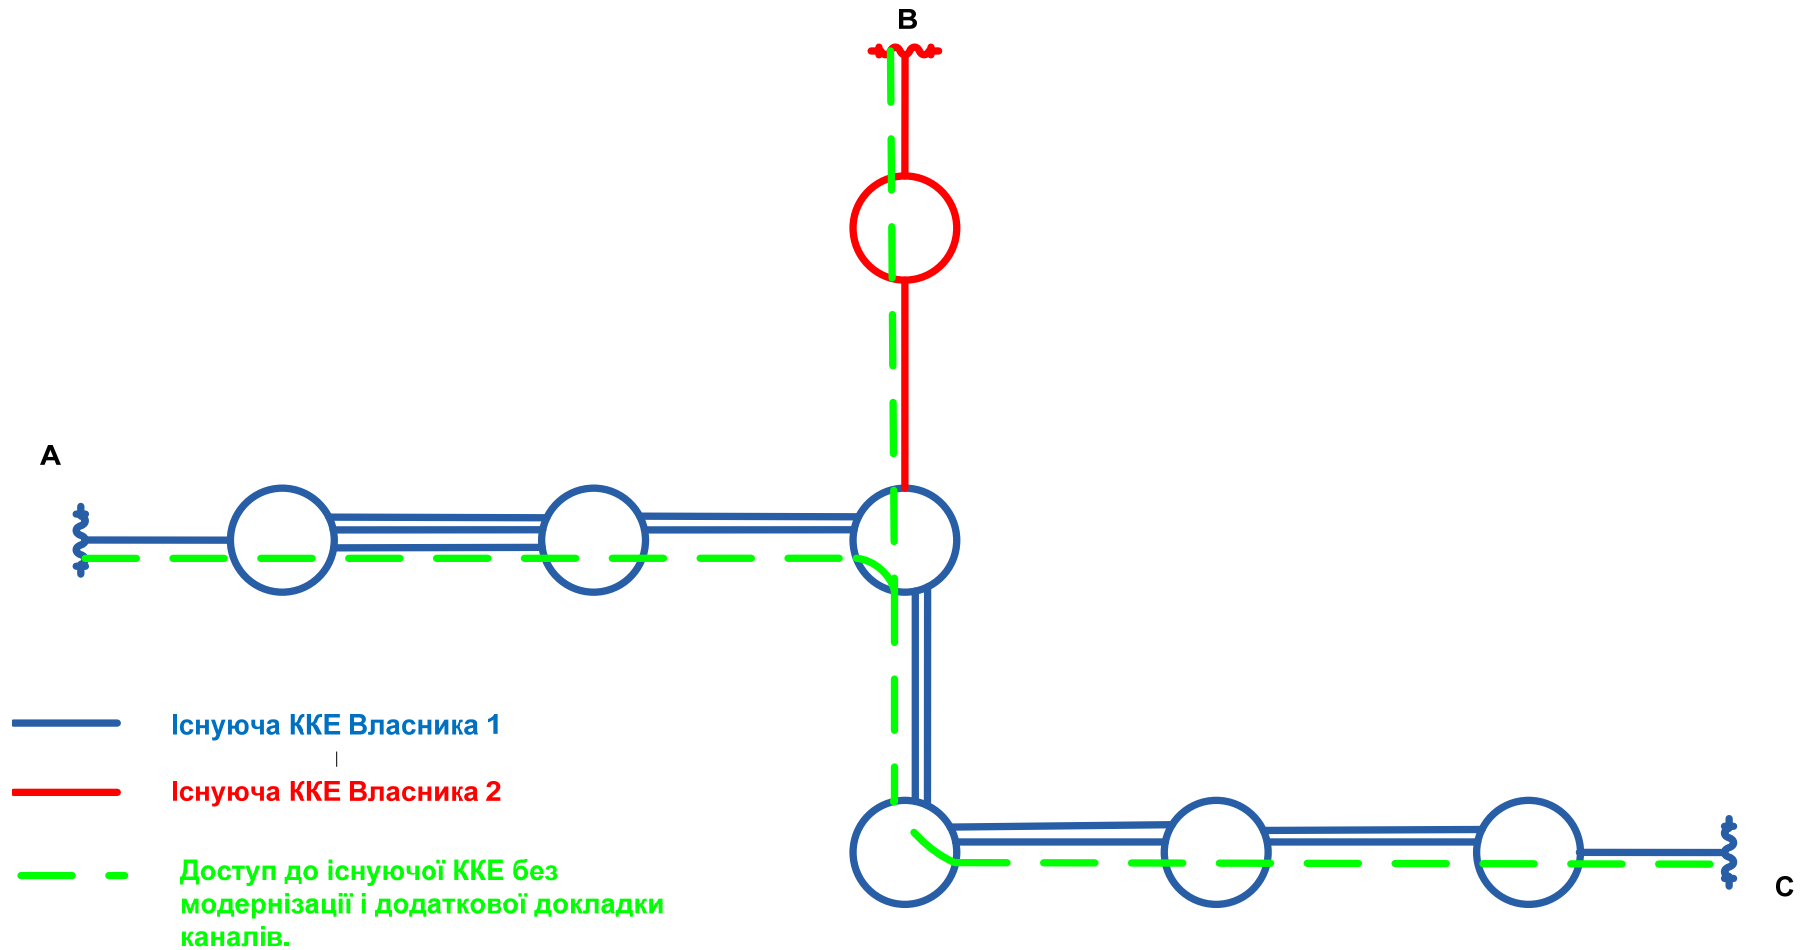 B
A
Існуюча ККЕ Власника 1
Існуюча ККЕ Власника 2
Доступ до існуючої ККЕ без
модернізації і додаткової докладки
каналів.
C